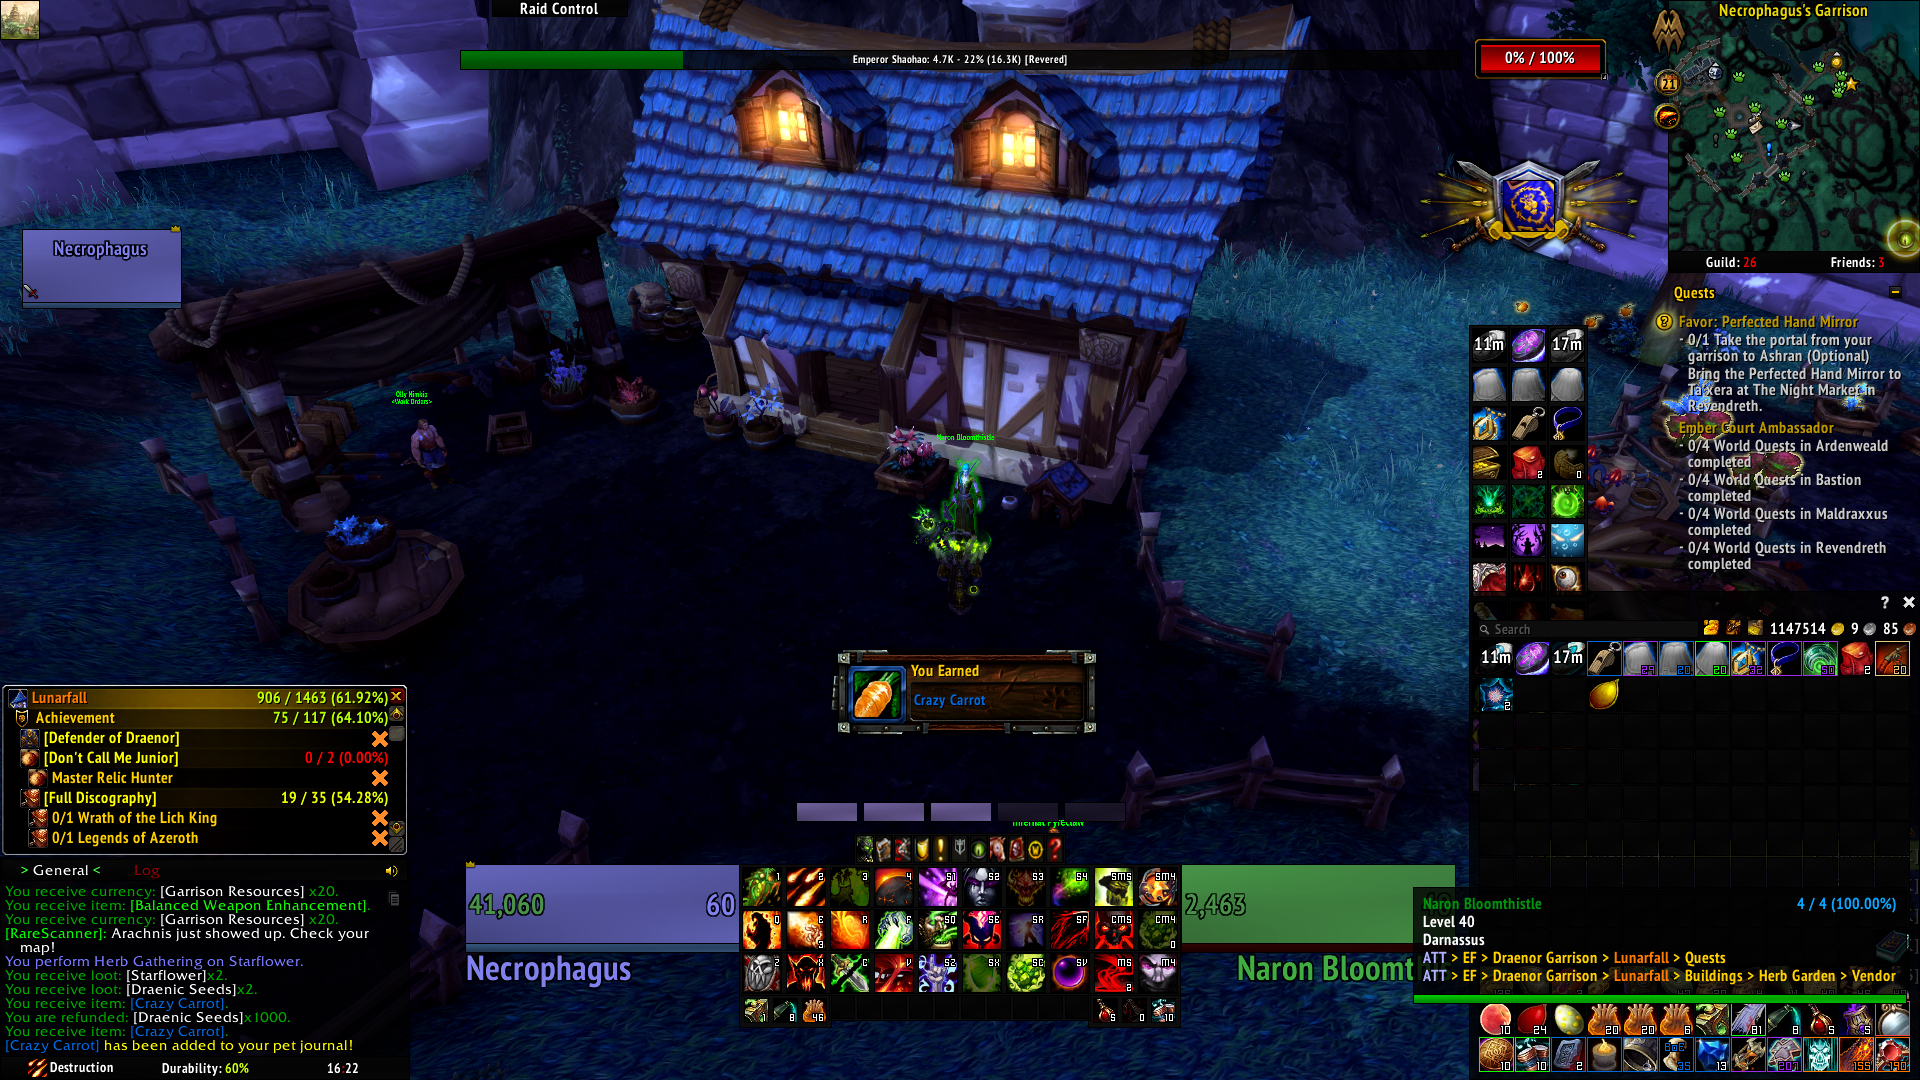 Raid Control
Emperor Shaohao: 4.7K - 22% (16.3K) [Revered]
0% / 100%
Necrophagus's Garrison
21
Guild: 26
Friends: 3
Necrophagus
Olly Nimkip
<Work Orders>
Naron Bloomthistle
Quests
Favor: Perfected Hand Mirror
- 0/1 Take the portal from your
garrison to Ashran (Optional)
Bring the Perfected Hand Mirror to
Ta'xera at The Night Market in
Revendreth.
Ember Court Ambassador
- 0/4 World Quests in Ardenweald
completed
- 0/4 World Quests in Bastion
completed
- 0/4 World Quests in Maldraxxus
completed
- 0/4 World Quests in Revendreth
completed
11m
17m
2
0
Search
1147514 9 85
11m
17m
You Earned
Crazy Carrot
Lunarfall
906 / 1463 (61.92%)
Achievement
75 / 117 (64.10%)
[Defender of Draenor]
[Don't Call Me Junior]
0 / 2 (0.00%)
Master Relic Hunter
[Full Discography]
19 / 35 (54.28%)
0/1 Wrath of the Lich King
0/1 Legends of Azeroth
> General <
Log
You receive currency: [Garrison Resources] x20.
You receive item: [Balanced Weapon Enhancement].
You receive currency: [Garrison Resources] x20.
[RareScanner]: Arachnis just showed up. Check your
map!
You perform Herb Gathering on Starflower.
You receive loot: [Starflower]x2.
You receive loot: [Draenic Seeds]x2.
You receive item: [Crazy Carrot].
You are refunded: [Draenic Seeds]x1000.
You receive item: [Crazy Carrot].
[Crazy Carrot] has been added to your pet journal!
Destruction
Durability: 60%
16:22
41,060
60
Necrophagus
2,463
Naron Bloomt
Naron Bloomthistle
4 / 4 (100.00%)
Level 40
Darnassus
ATT > EF > Draenor Garrison > Lunarfall > Quests
ATT > EF > Draenor Garrison > Lunarfall > Buildings > Herb Garden > Vendor